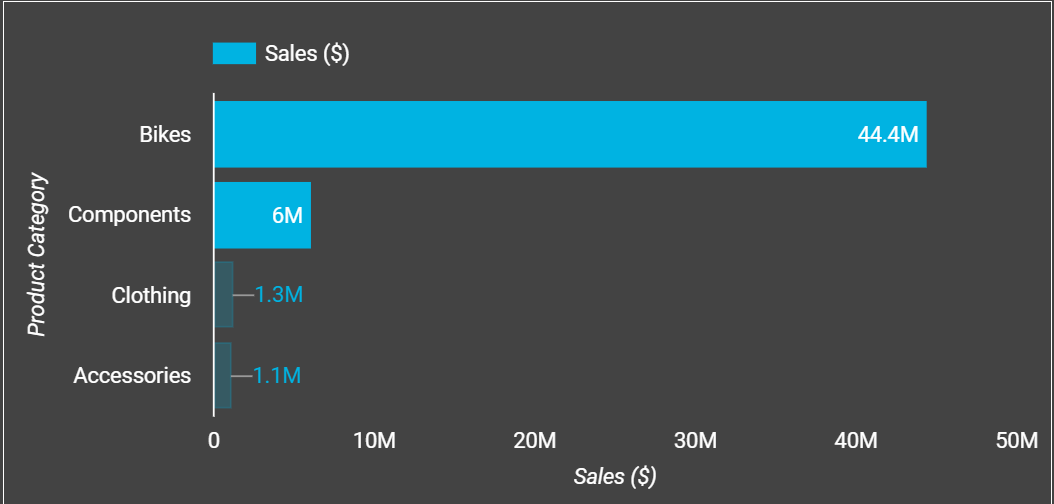 Sales ($)
Bikes
44.4M
Components
6M
Clothing
1.3M
Accessories
1.1M
Product Category
0 10M 20M 30M 40M 50M
Sales ($)